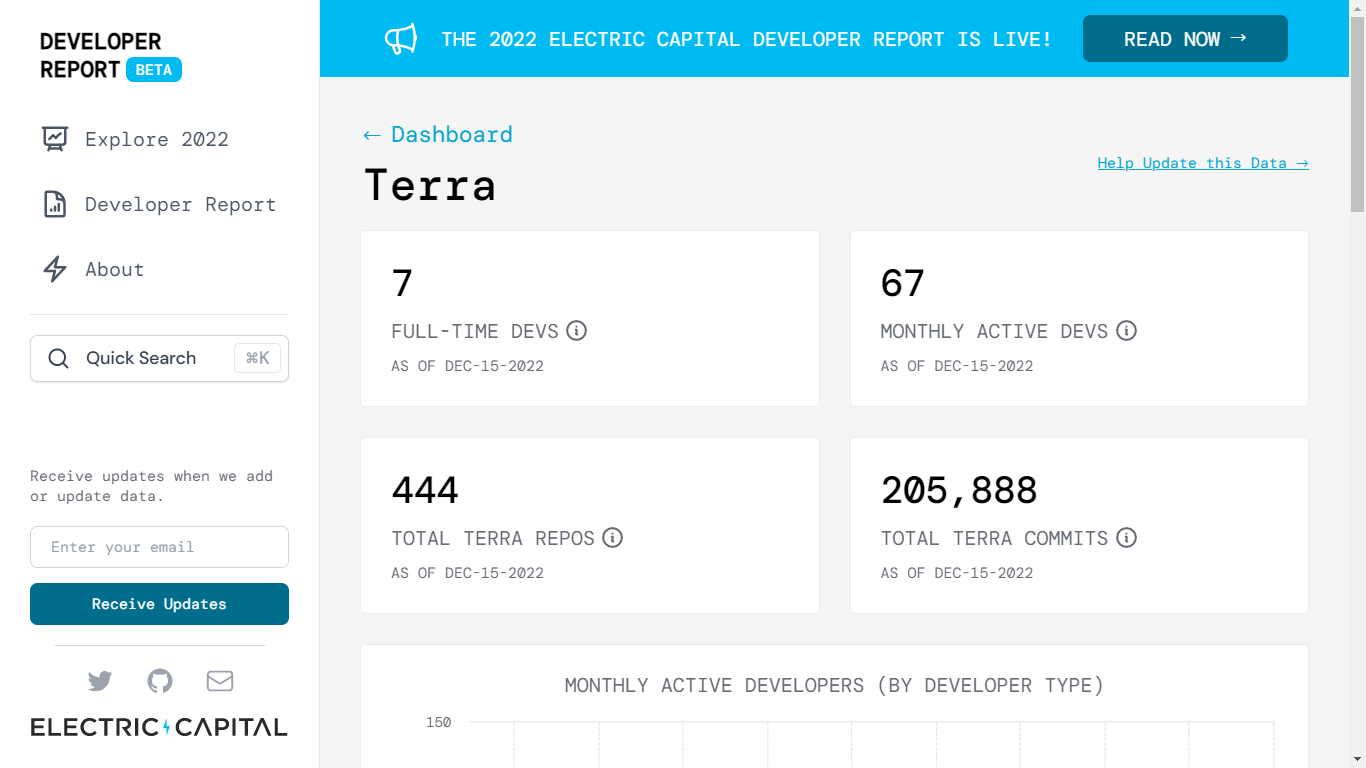 DEVELOPER
REPORT BETA
Explore 2022
Developer Report
About
Quick Search ⌘K
Receive updates when we add
or update data.
Enter your email
Receive Updates
ELECTRIC CAPITAL
THE 2022 ELECTRIC CAPITAL DEVELOPER REPORT IS LIVE!
READ NOW →
← Dashboard
Terra
Help Update this Data →
7
FULL-TIME DEVS
AS OF DEC-15-2022
67
MONTHLY ACTIVE DEVS
AS OF DEC-15-2022
444
TOTAL TERRA REPOS
AS OF DEC-15-2022
205,888
TOTAL TERRA COMMITS
AS OF DEC-15-2022
MONTHLY ACTIVE DEVELOPERS (BY DEVELOPER TYPE)
150